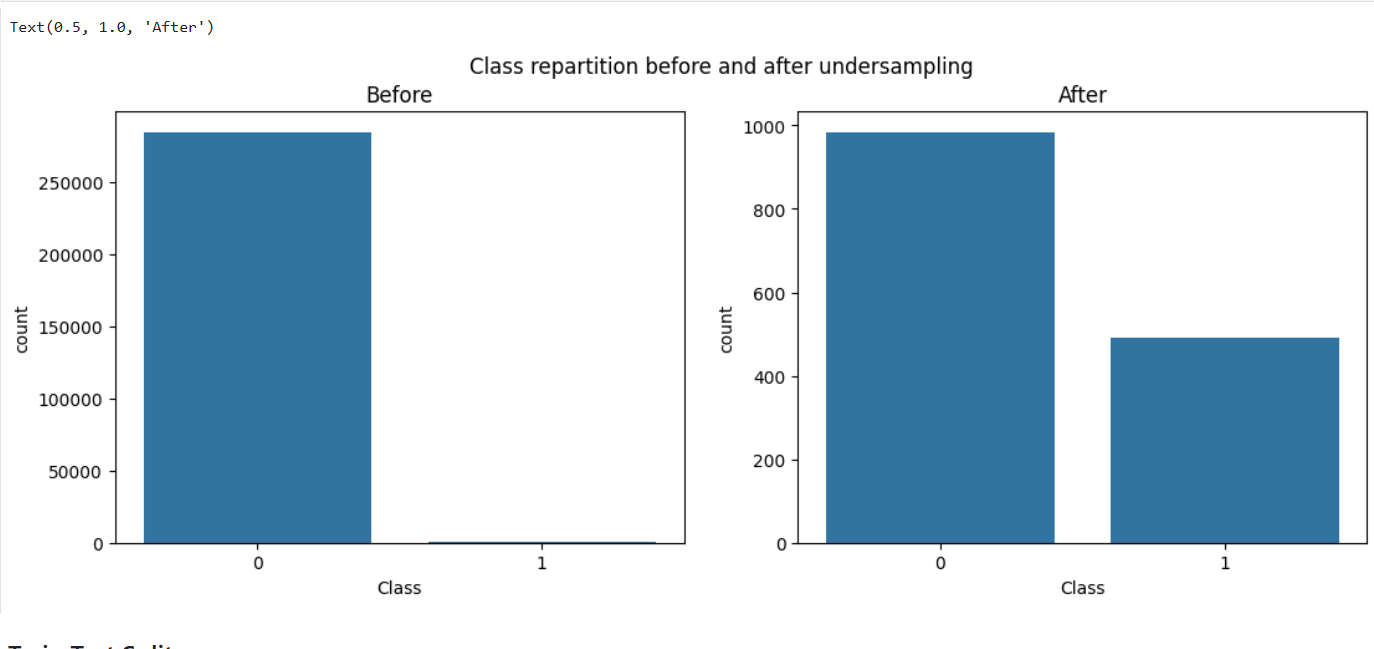 Text(0.5, 1.0, 'After')
Class repartition before and after undersampling
Before
250000
200000
150000
100000
50000
0
count
0 1
Class
After
1000
800
600
400
200
0
count
0 1
Class